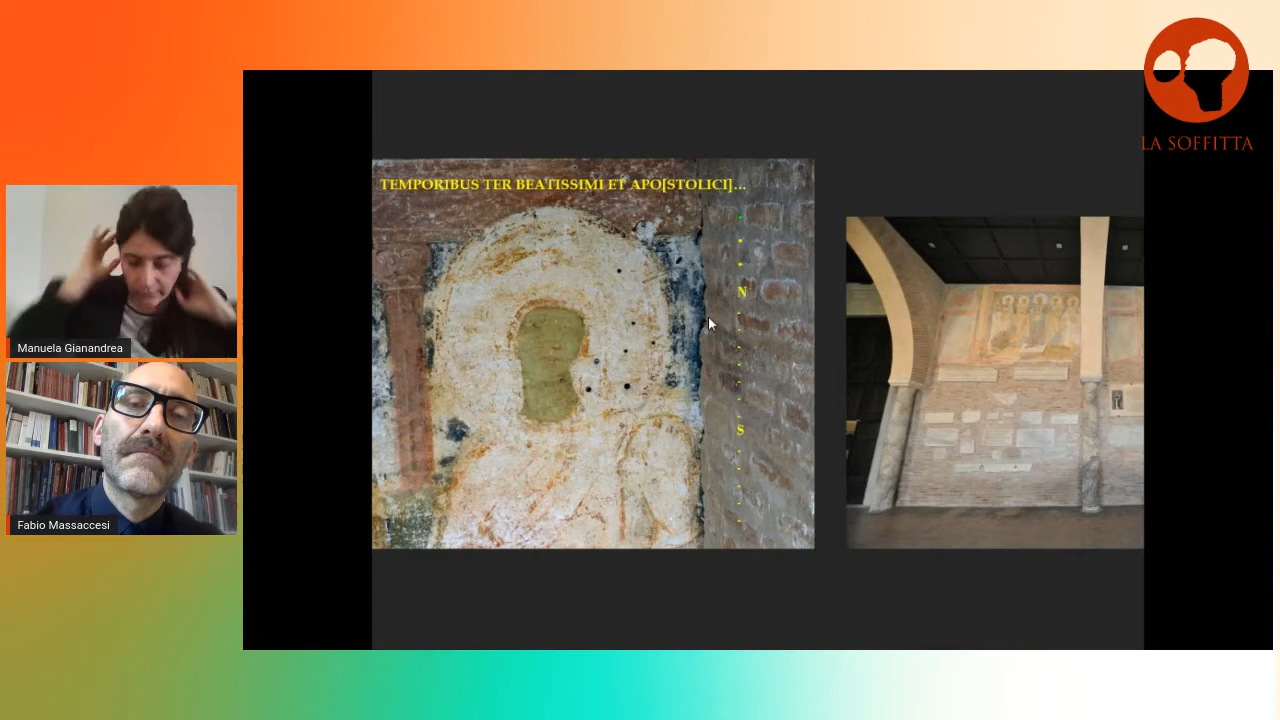 LA SOFFITTA
TEMPORIBUS TER BEATISSIMI ET APO[STOLICI]...
N
S
Manuela Gianandrea
Fabio Massaccesi